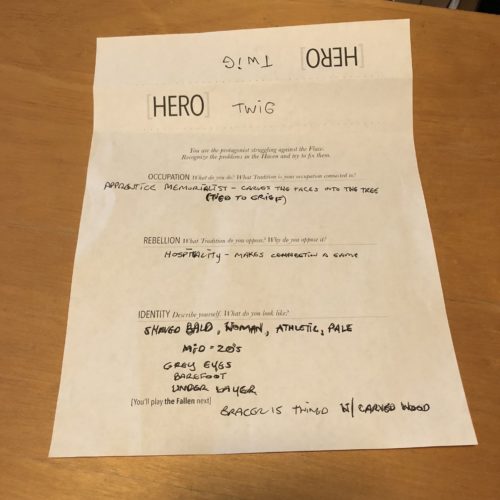 [HERO] TWIG
[HERO] TWIG
You are the protagonist struggling against the Flaw.
Recognize the problems in the Haven and try to fix them.
OCCUPATION What do you do? What Tradition is your occupation connected to?
APPRENTICE MEMORIALIST - CARVES THE FACES INTO THE TREE
(TIED TO GRIEF)
REBELLION What Tradition do you oppose? Why do you oppose it?
HOSPITALITY - MAKES CONNECTION A GAME
IDENTITY Describe yourself. What do you look like?
SHAVED BALD, WOMAN, ATHLETIC, PALE
MID-20'S
GREY EYES
BAREFOOT
UNDER LAYER
[You'll play the Fallen next]
BRACER IS THING W/ CARVED WOOD